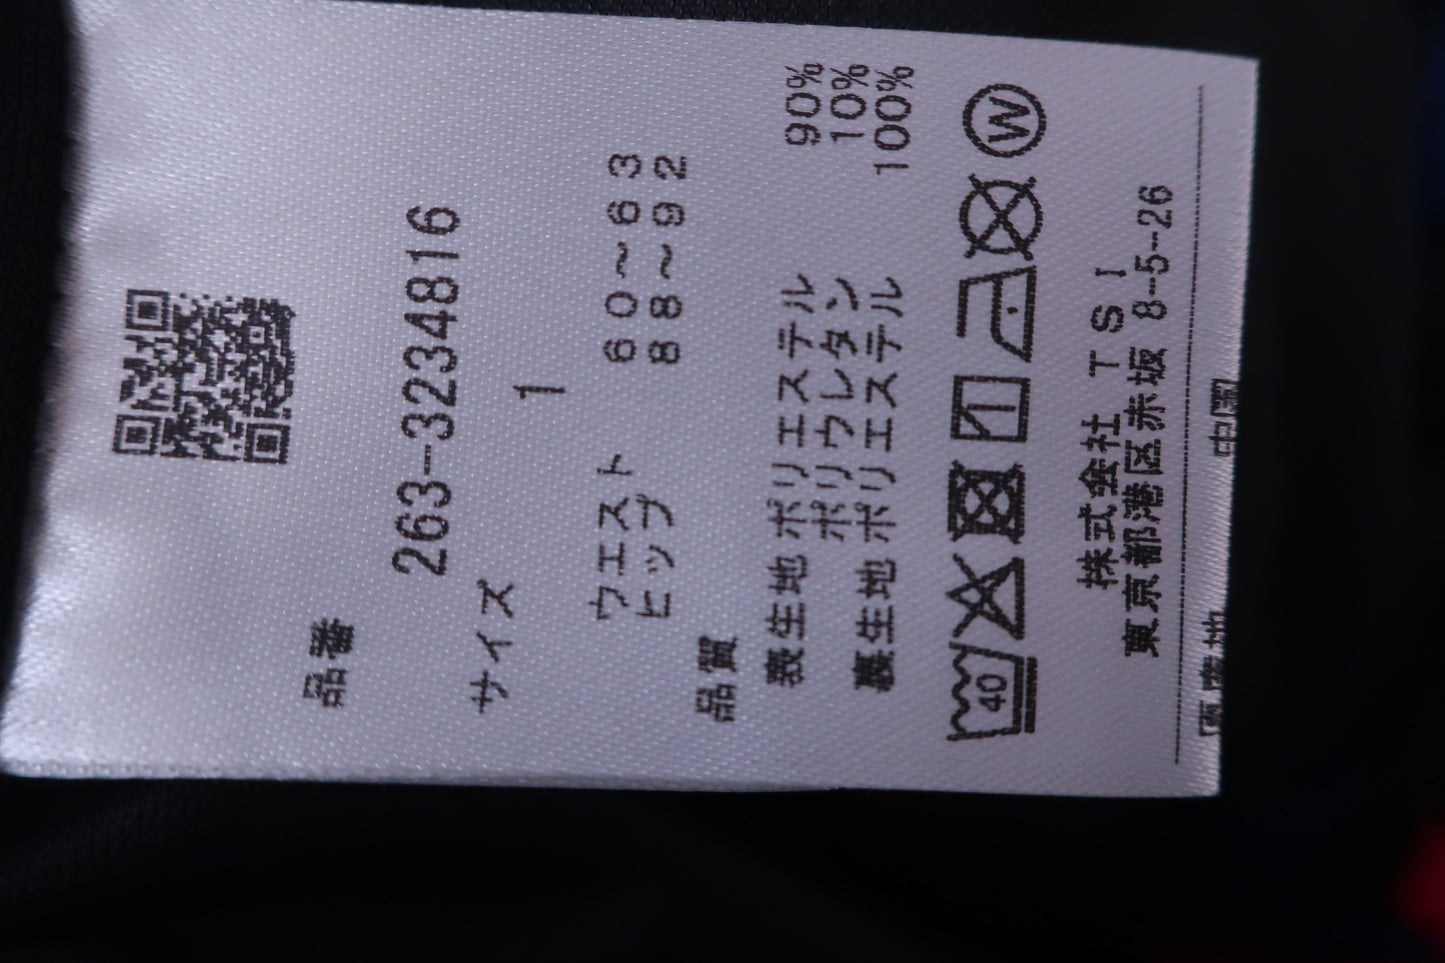 品番
263-3234816
サイズ
1
ウエスト 60～63
ヒップ 88～92
品質
表生地 ポリエステル 90%
ポリウレタン 10%
裏生地 ポリエステル 100%
40
W
株式会社 TSI
東京都港区赤坂 8-5-26
原産地 中国